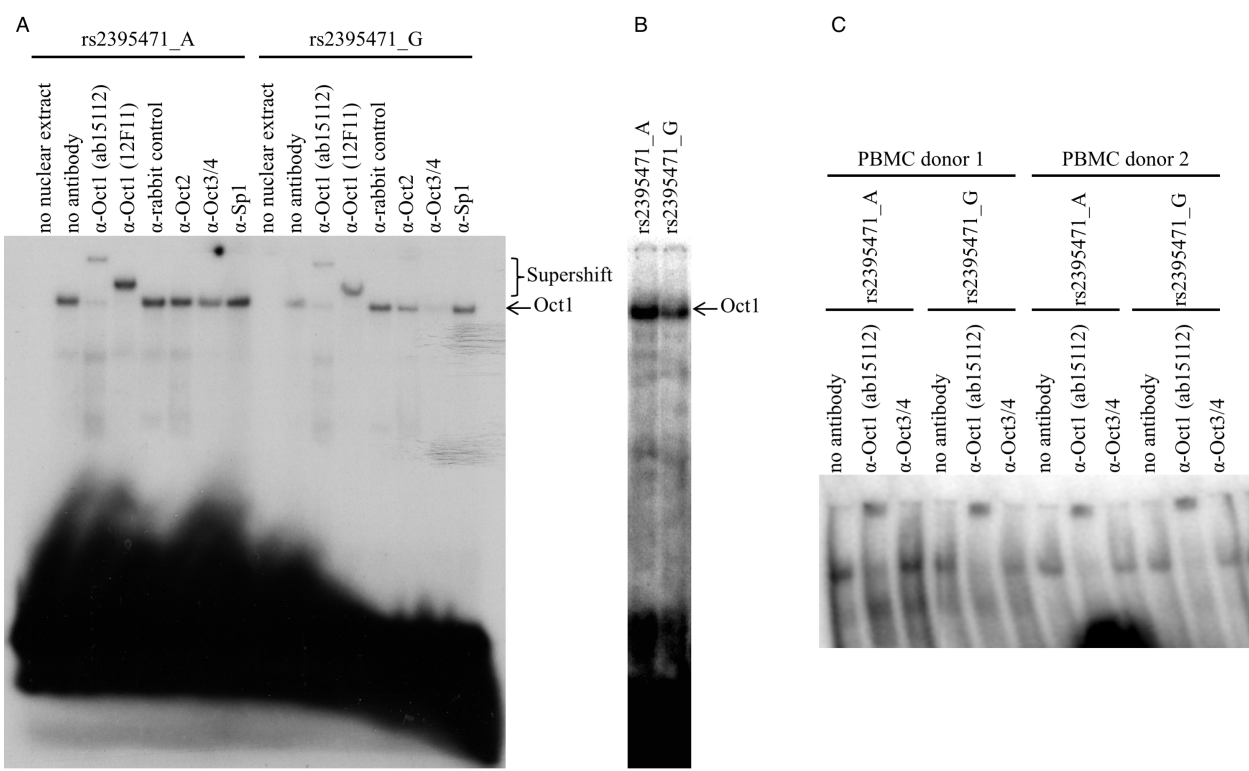 A
rs2395471_A
rs2395471_G
no nuclear extract
no antibody
α-Oct1 (ab15112)
α-Oct1 (12F11)
α-rabbit control
α-Oct2
α-Oct3/4
α-Sp1
no nuclear extract
no antibody
α-Oct1 (ab15112)
α-Oct1 (12F11)
α-rabbit control
α-Oct2
α-Oct3/4
α-Sp1
Supershift
Oct1
B
rs2395471_A
rs2395471_G
Oct1
C
PBMC donor 1
PBMC donor 2
rs2395471_A
rs2395471_G
rs2395471_A
rs2395471_G
no antibody
α-Oct1 (ab15112)
α-Oct3/4
no antibody
α-Oct1 (ab15112)
α-Oct3/4
no antibody
α-Oct1 (ab15112)
α-Oct3/4
no antibody
α-Oct1 (ab15112)
α-Oct3/4